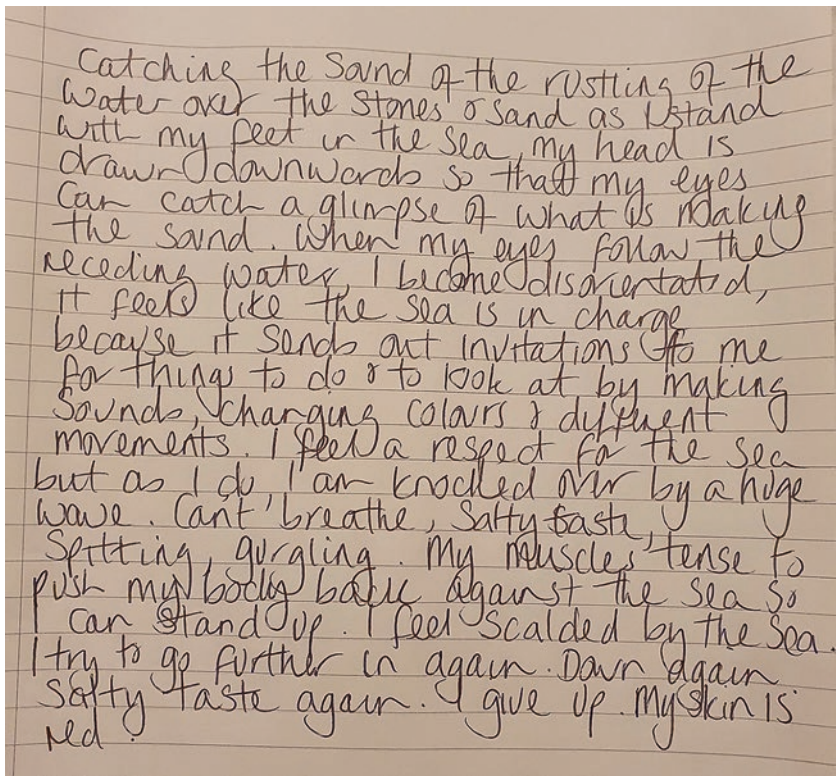 Catching the sound of the rustling of the
water over the stones & sand as I stand
with my feet in the sea, my head is
drawn downwards so that my eyes
can catch a glimpse of what is making
the sound. When my eyes follow the
receding water, I become disorientated,
it feels like the sea is in charge
because it sends out invitations to me
for things to do & to look at by making
sounds, changing colours & different
movements. I feel a respect for the sea
but as I do, I am knocked over by a huge
wave. Cant breathe, salty taste,
spitting, gurgling. My muscles tense to
push my body back against the sea so
I can stand up. I feel scalded by the sea.
I try to go further in again. Down again
salty taste again. I give up. My skin is
red.